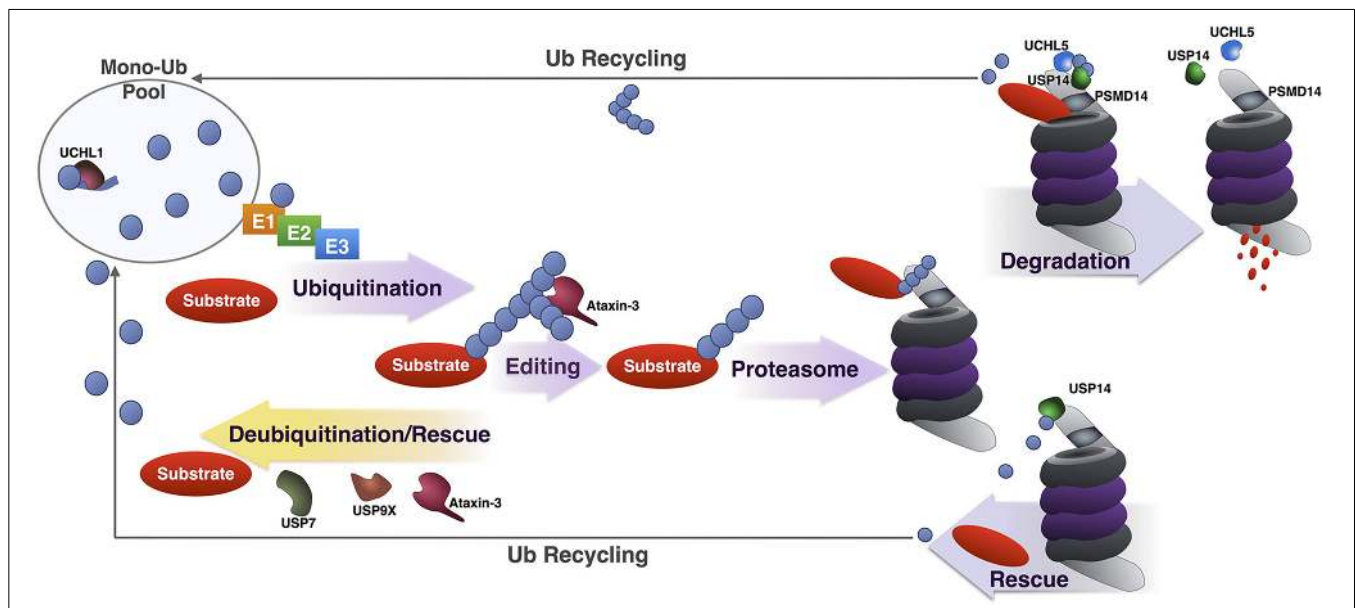 Ub Recycling
Mono-Ub
Pool
UCHL1
E1
E2
E3
Substrate
Ubiquitination
Ataxin-3
Substrate
Editing
Substrate
Proteasome
UCHL5
USP14
PSMD14
UCHL5
USP14
PSMD14
Degradation
Deubiquitination/Rescue
Substrate
USP7
USP9X
Ataxin-3
USP14
Rescue
Ub Recycling